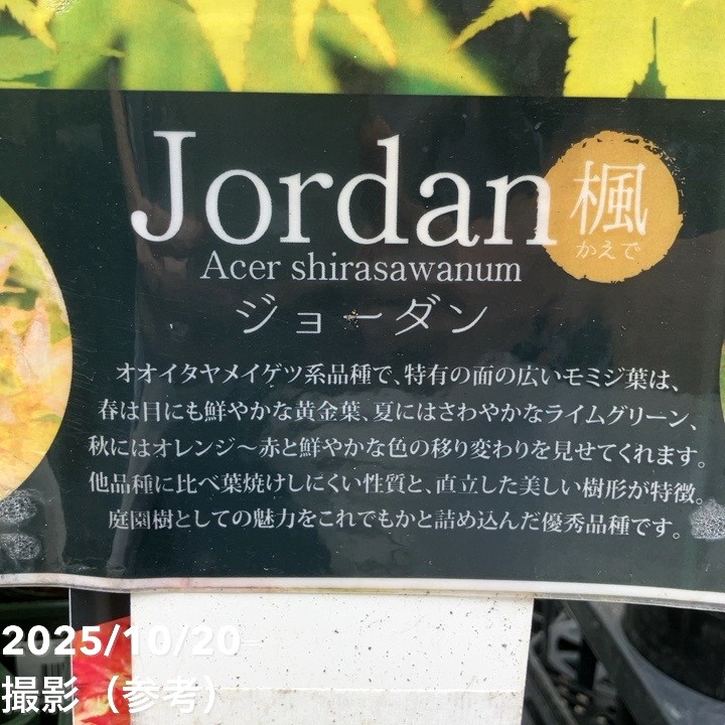 Jordan
楓
かえで
Acer shirasawanum
ジョーダン
オオイタヤメイゲツ系品種で、特有の面の広いモミジ葉は、
春は目にも鮮やかな黄金葉、夏にはさわやかなライムグリーン、
秋にはオレンジ〜赤と鮮やかな色の移り変わりを見せてくれます。
他品種に比べ葉焼けしにくい性質と、直立した美しい樹形が特徴。
庭園樹としての魅力をこれでもかと詰め込んだ優秀品種です。
2025/10/20
撮影（参考）